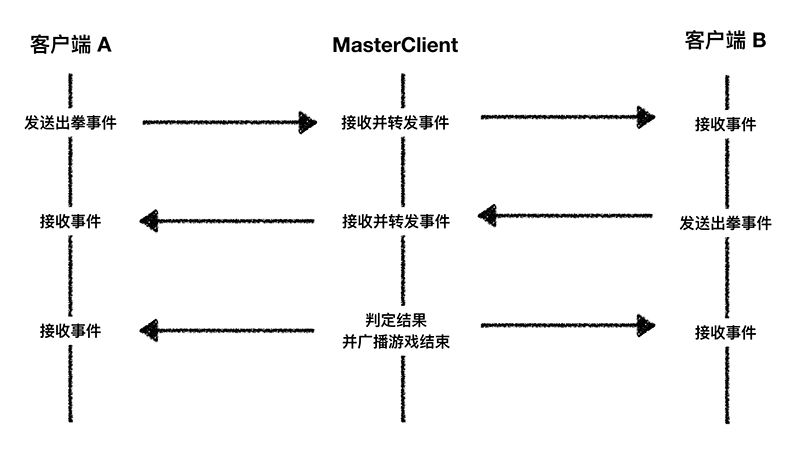 客户端 A
MasterClient
客户端 B
发送出拳事件
接收并转发事件
接收事件
接收事件
接收并转发事件
发送出拳事件
接收事件
判定结果
并广播游戏结束
接收事件